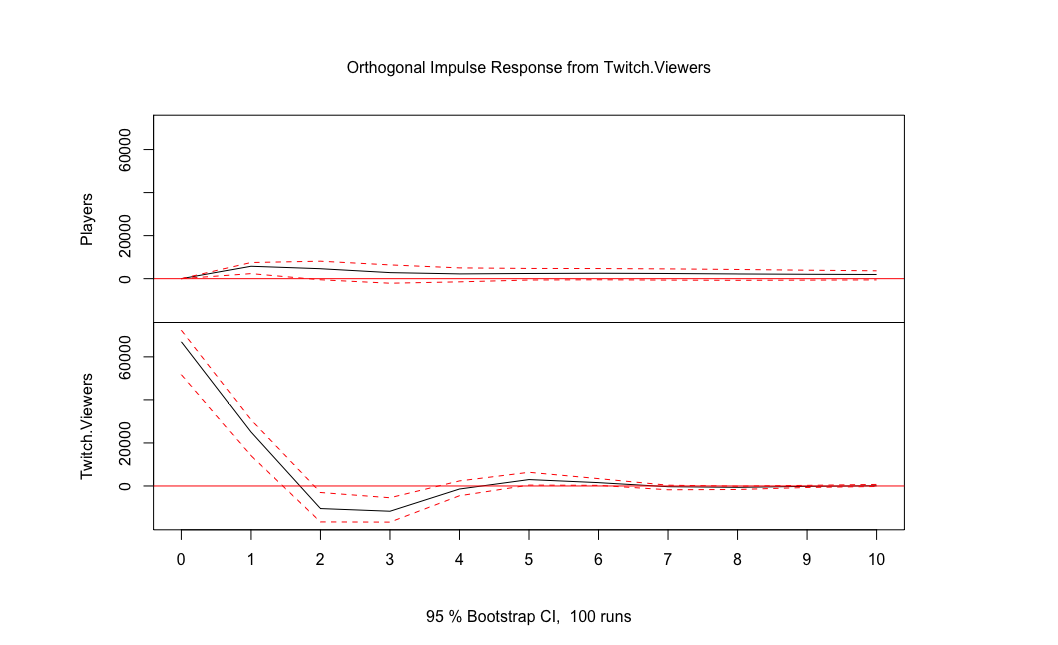 Orthogonal Impulse Response from Twitch.Viewers
Players
60000
20000
0
Twitch.Viewers
60000
20000
0
0 1 2 3 4 5 6 7 8 9 10
95 % Bootstrap CI,  100 runs